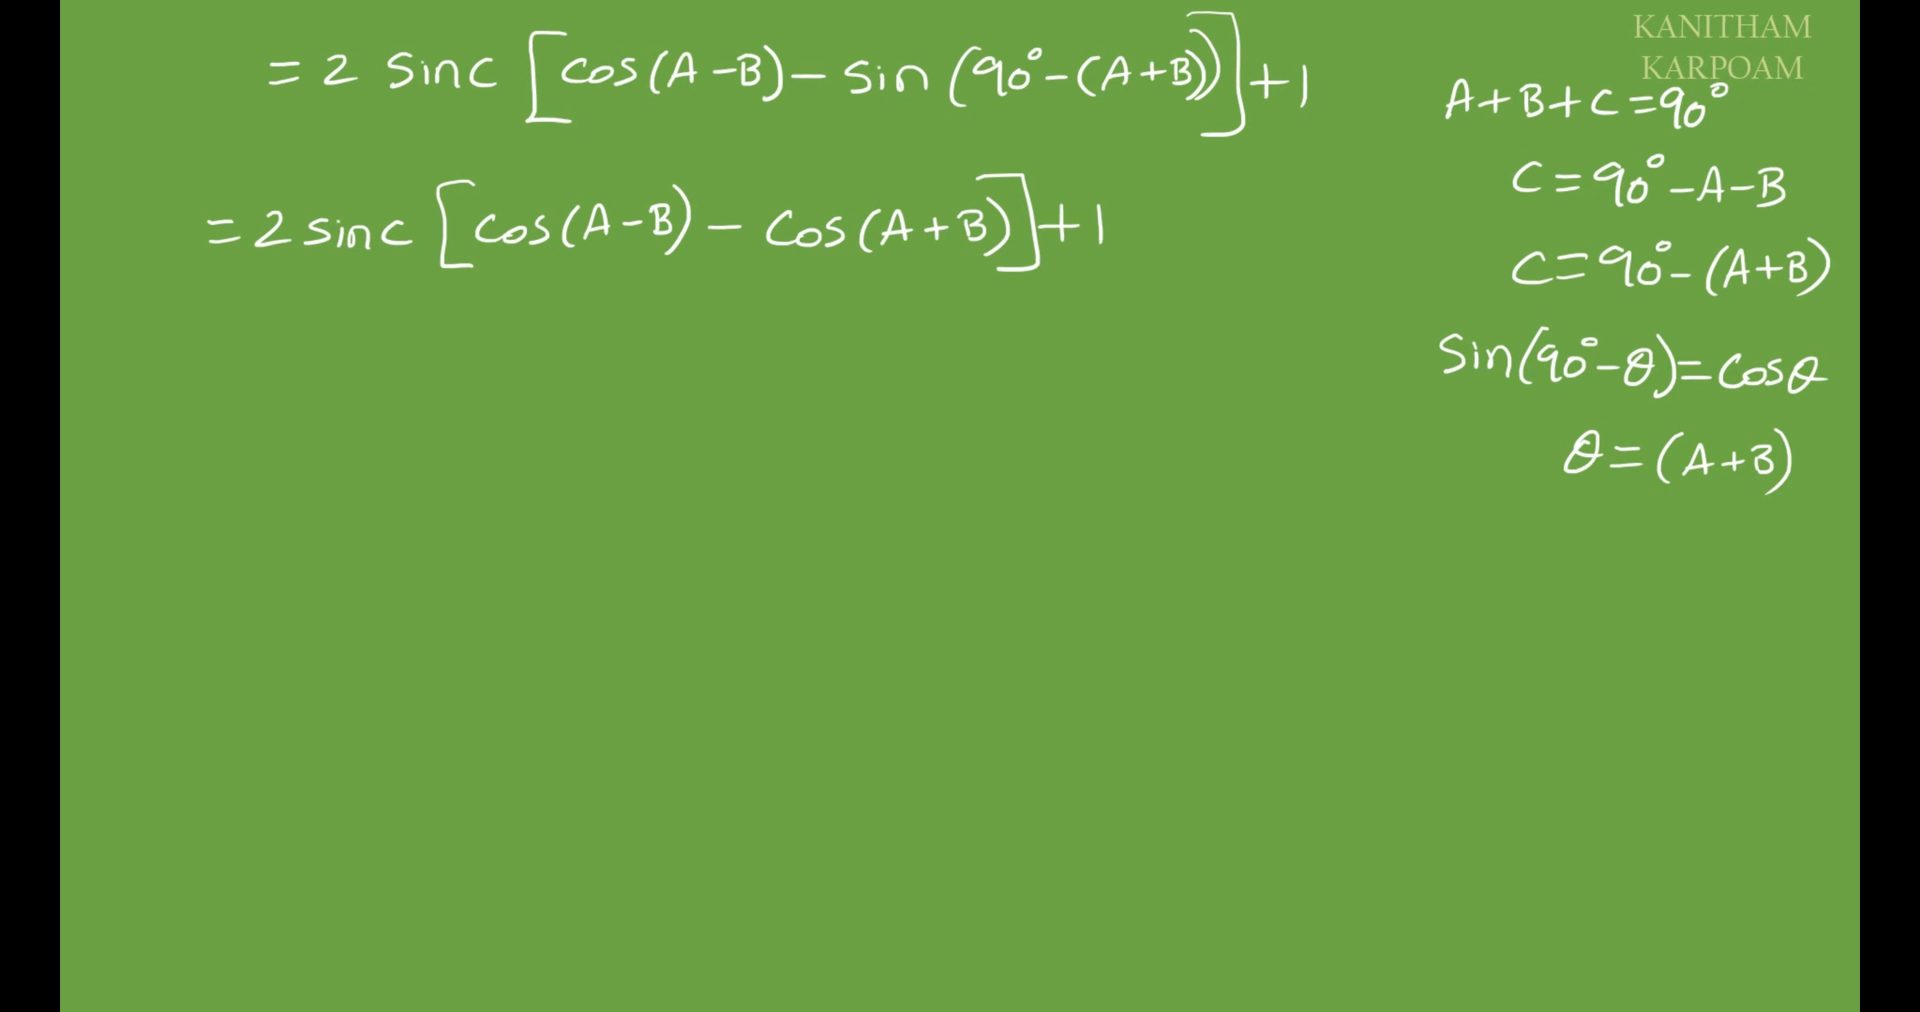 KANITHAM
KARPOAM
= 2 sinc [cos(A-B) - sin(90°-(A+B))] + 1
= 2 sinc [cos(A-B) - cos(A+B)] + 1
A+B+C=90°
C=90°-A-B
C=90°-(A+B)
Sin(90°-θ)=cosθ
θ=(A+B)